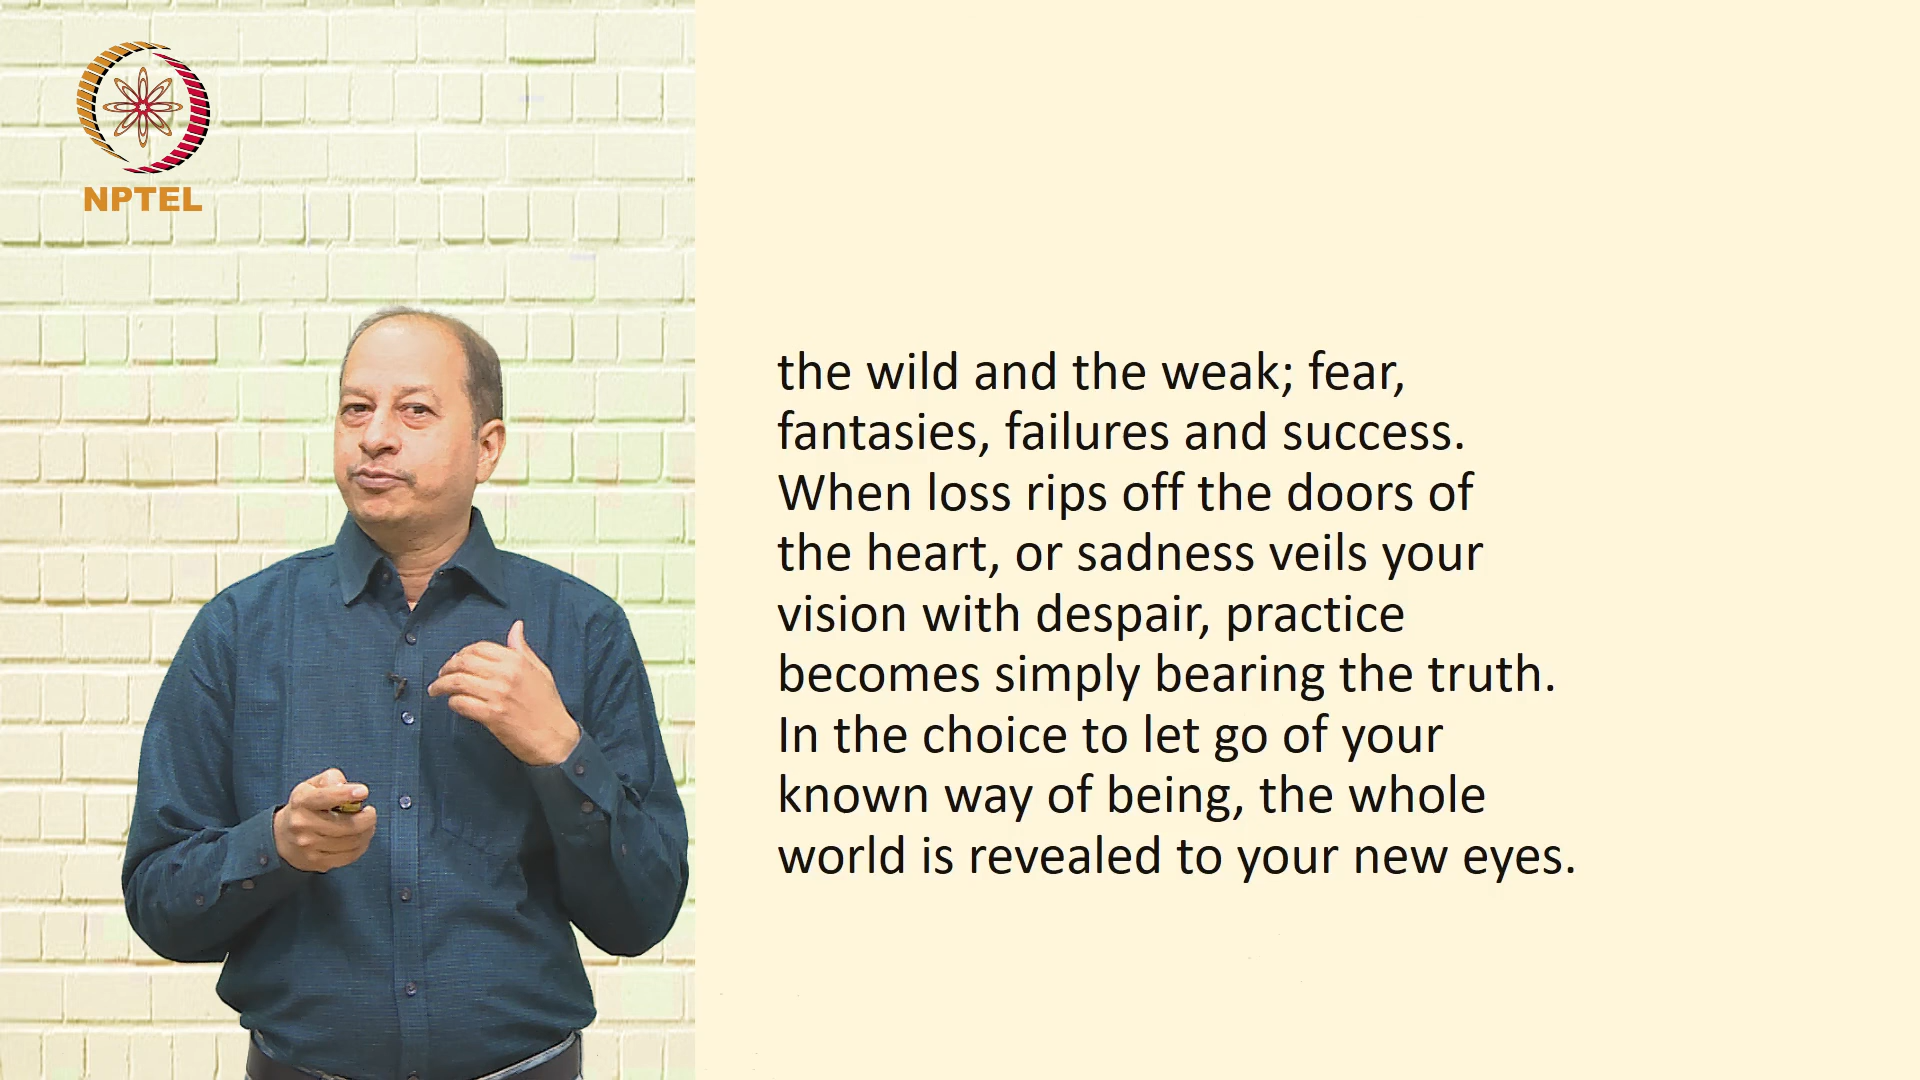 NPTEL
the wild and the weak; fear,
fantasies, failures and success.
When loss rips off the doors of
the heart, or sadness veils your
vision with despair, practice
becomes simply bearing the truth.
In the choice to let go of your
known way of being, the whole
world is revealed to your new eyes.